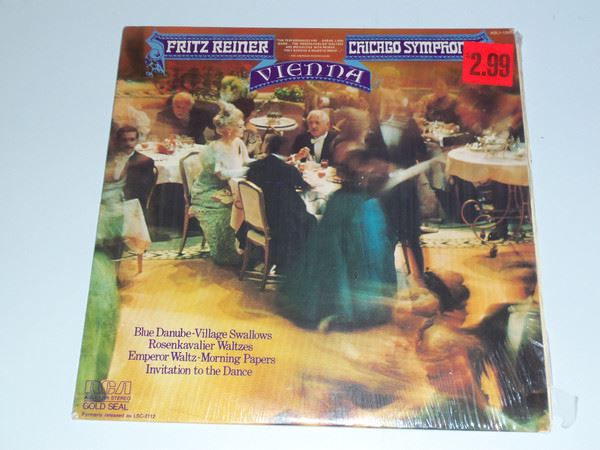 FRITZ REINER
CHICAGO SYMPHO
2.99
VIENNA
Blue Danube-Village Swallows
Rosenkavalier Waltzes
Emperor Waltz-Morning Papers
Invitation to the Dance
RCA
STEREO
GOLD SEAL
Formerly released as LSC-2112